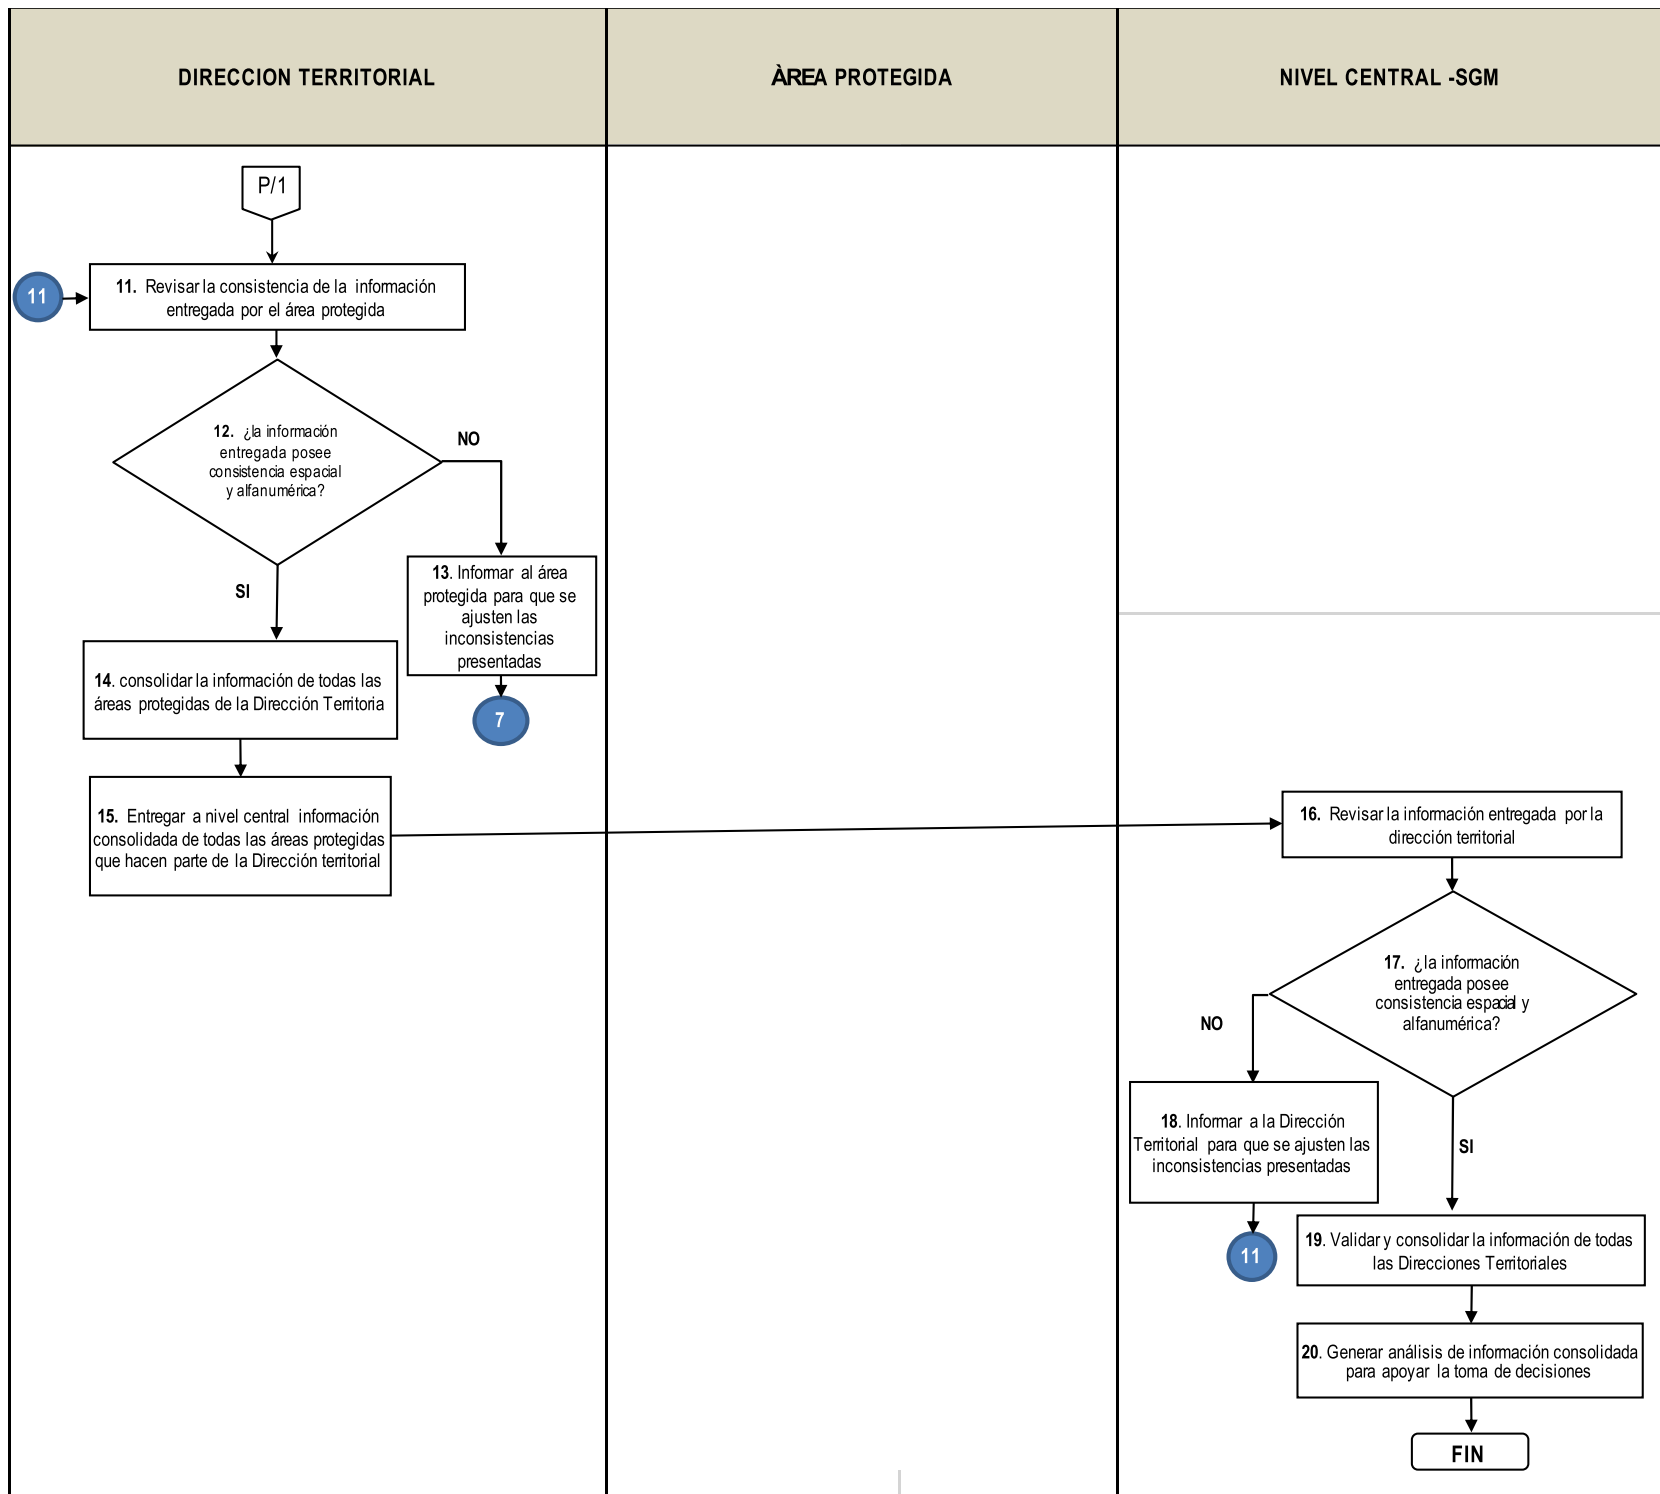 DIRECCION TERRITORIAL
ÀREA PROTEGIDA
NIVEL CENTRAL -SGM
P/1
11
11. Revisar la consistencia de la información
entregada por el área protegida
12. ¿la información
entregada posee
consistencia espacial
y alfanumérica?
NO
SI
13. Informar al área
protegida para que se
ajusten las
inconsistencias
presentadas
7
14. consolidar la información de todas las
áreas protegidas de la Dirección Territoria
15. Entregar a nivel central información
consolidada de todas las áreas protegidas
que hacen parte de la Dirección territorial
16. Revisar la información entregada por la
dirección territorial
17. ¿la información
entregada posee
consistencia espacial y
alfanumérica?
NO
SI
18. Informar a la Dirección
Territorial para que se ajusten las
inconsistencias presentadas
11
19. Validar y consolidar la información de todas
las Direcciones Territoriales
20. Generar análisis de información consolidada
para apoyar la toma de decisiones
FIN